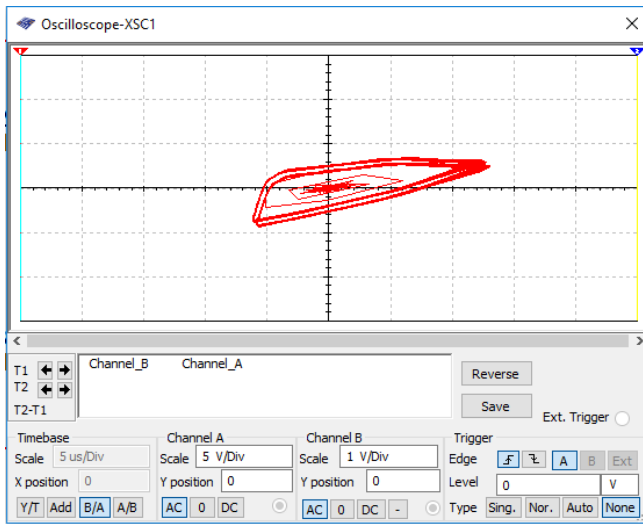 Oscilloscope-XSC1
Channel_B Channel_A
T1
T2
T2-T1
Reverse
Save
Ext. Trigger
Timebase Channel A Channel B Trigger
Scale 5 us/Div Scale 5 V/Div Scale 1 V/Div Edge A B Ext
X position 0 Y position 0 Y position 0 Level 0 V
Y/T Add B/A A/B AC 0 DC AC 0 DC - Type Sing. Nor. Auto None